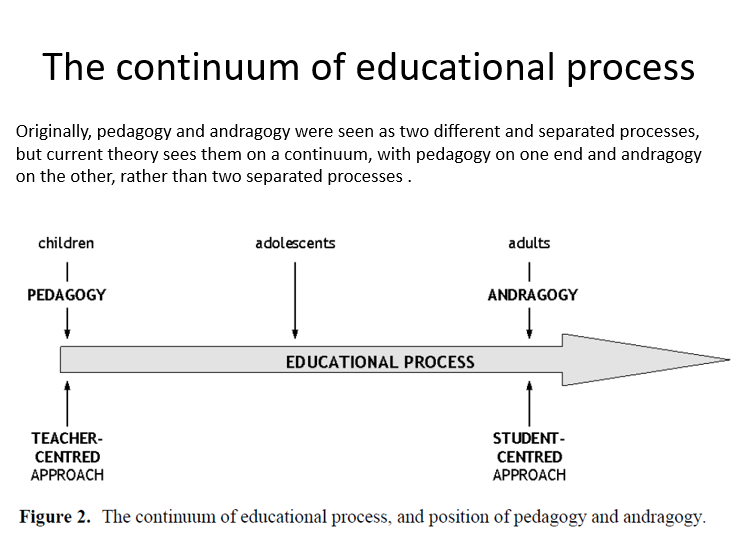 The continuum of educational process
Originally, pedagogy and andragogy were seen as two different and separated processes,
but current theory sees them on a continuum, with pedagogy on one end and andragogy
on the other, rather than two separated processes .
children
adolescents
adults
PEDAGOGY
ANDRAGOGY
EDUCATIONAL PROCESS
TEACHER-
CENTRED
APPROACH
STUDENT-
CENTRED
APPROACH
Figure 2. The continuum of educational process, and position of pedagogy and andragogy.